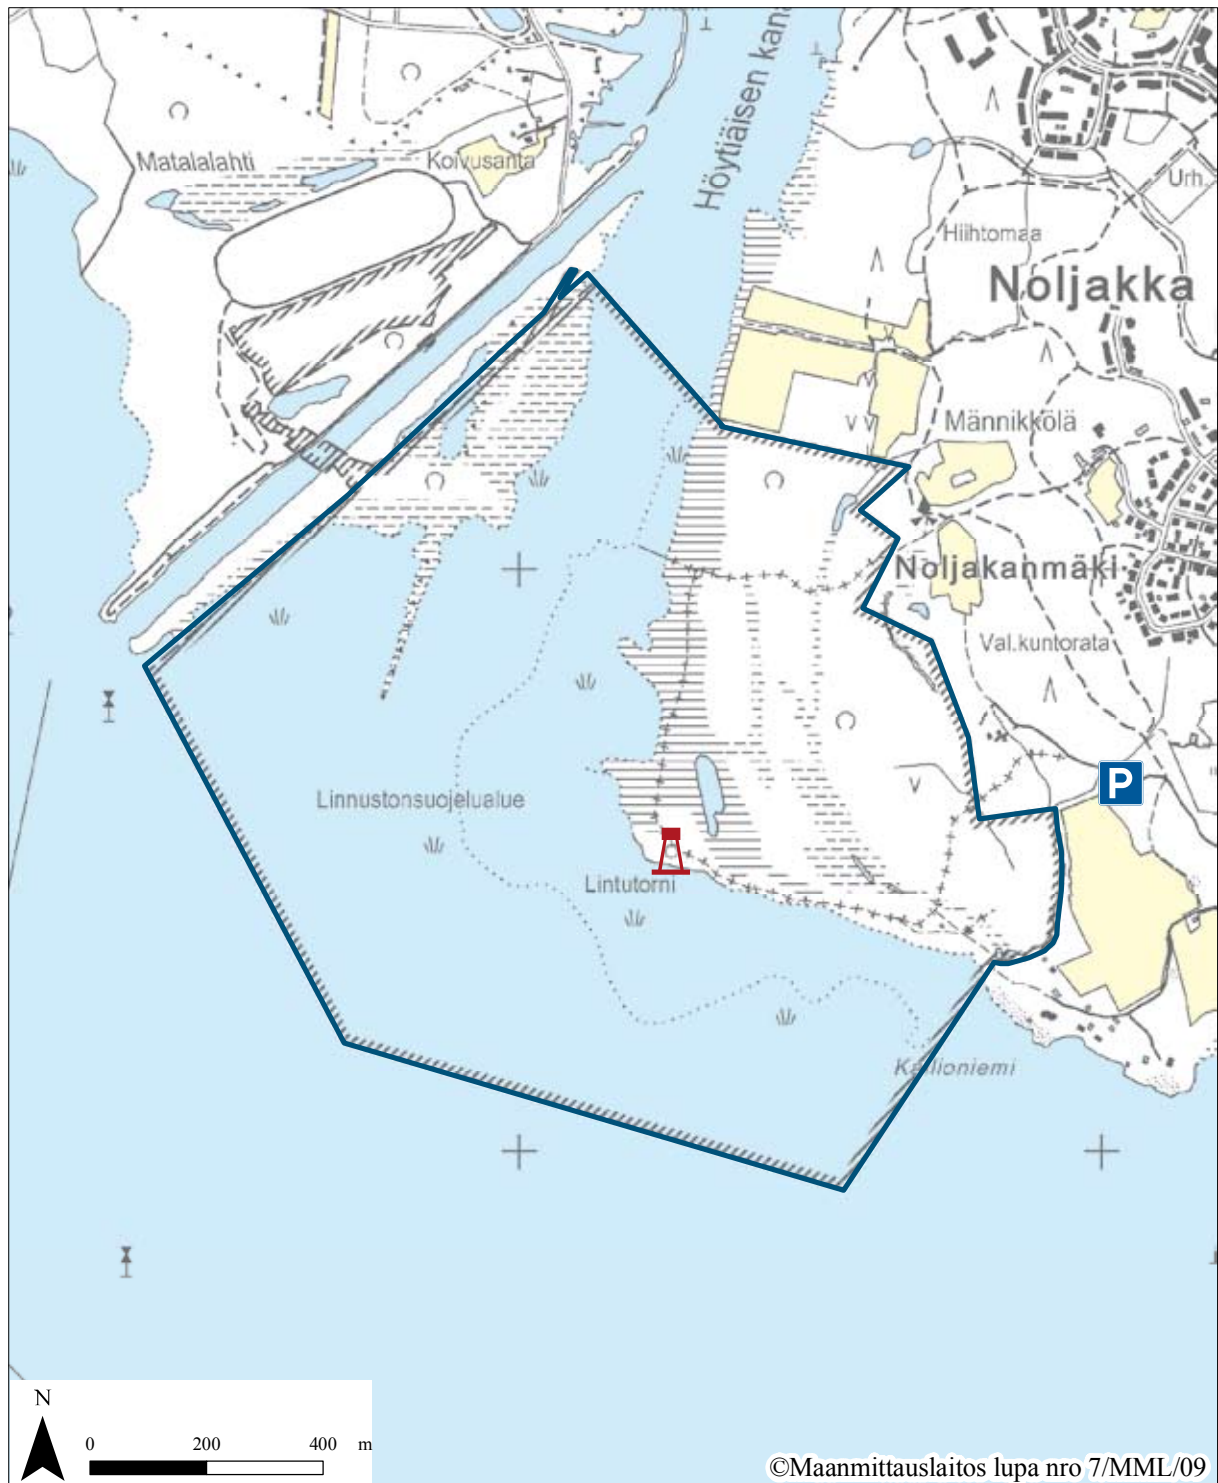 Höytiäisen kana
Matalalahti
Koivusanta
Urh.
Hiihtomaa
Noljakka
Männikkölä
Noljakanmäki
Val.kuntorata
P
Linnustonsuojelualue
Lintutorni
Kallioniemi
N
0 200 400 m
©Maanmittauslaitos lupa nro 7/MML/09